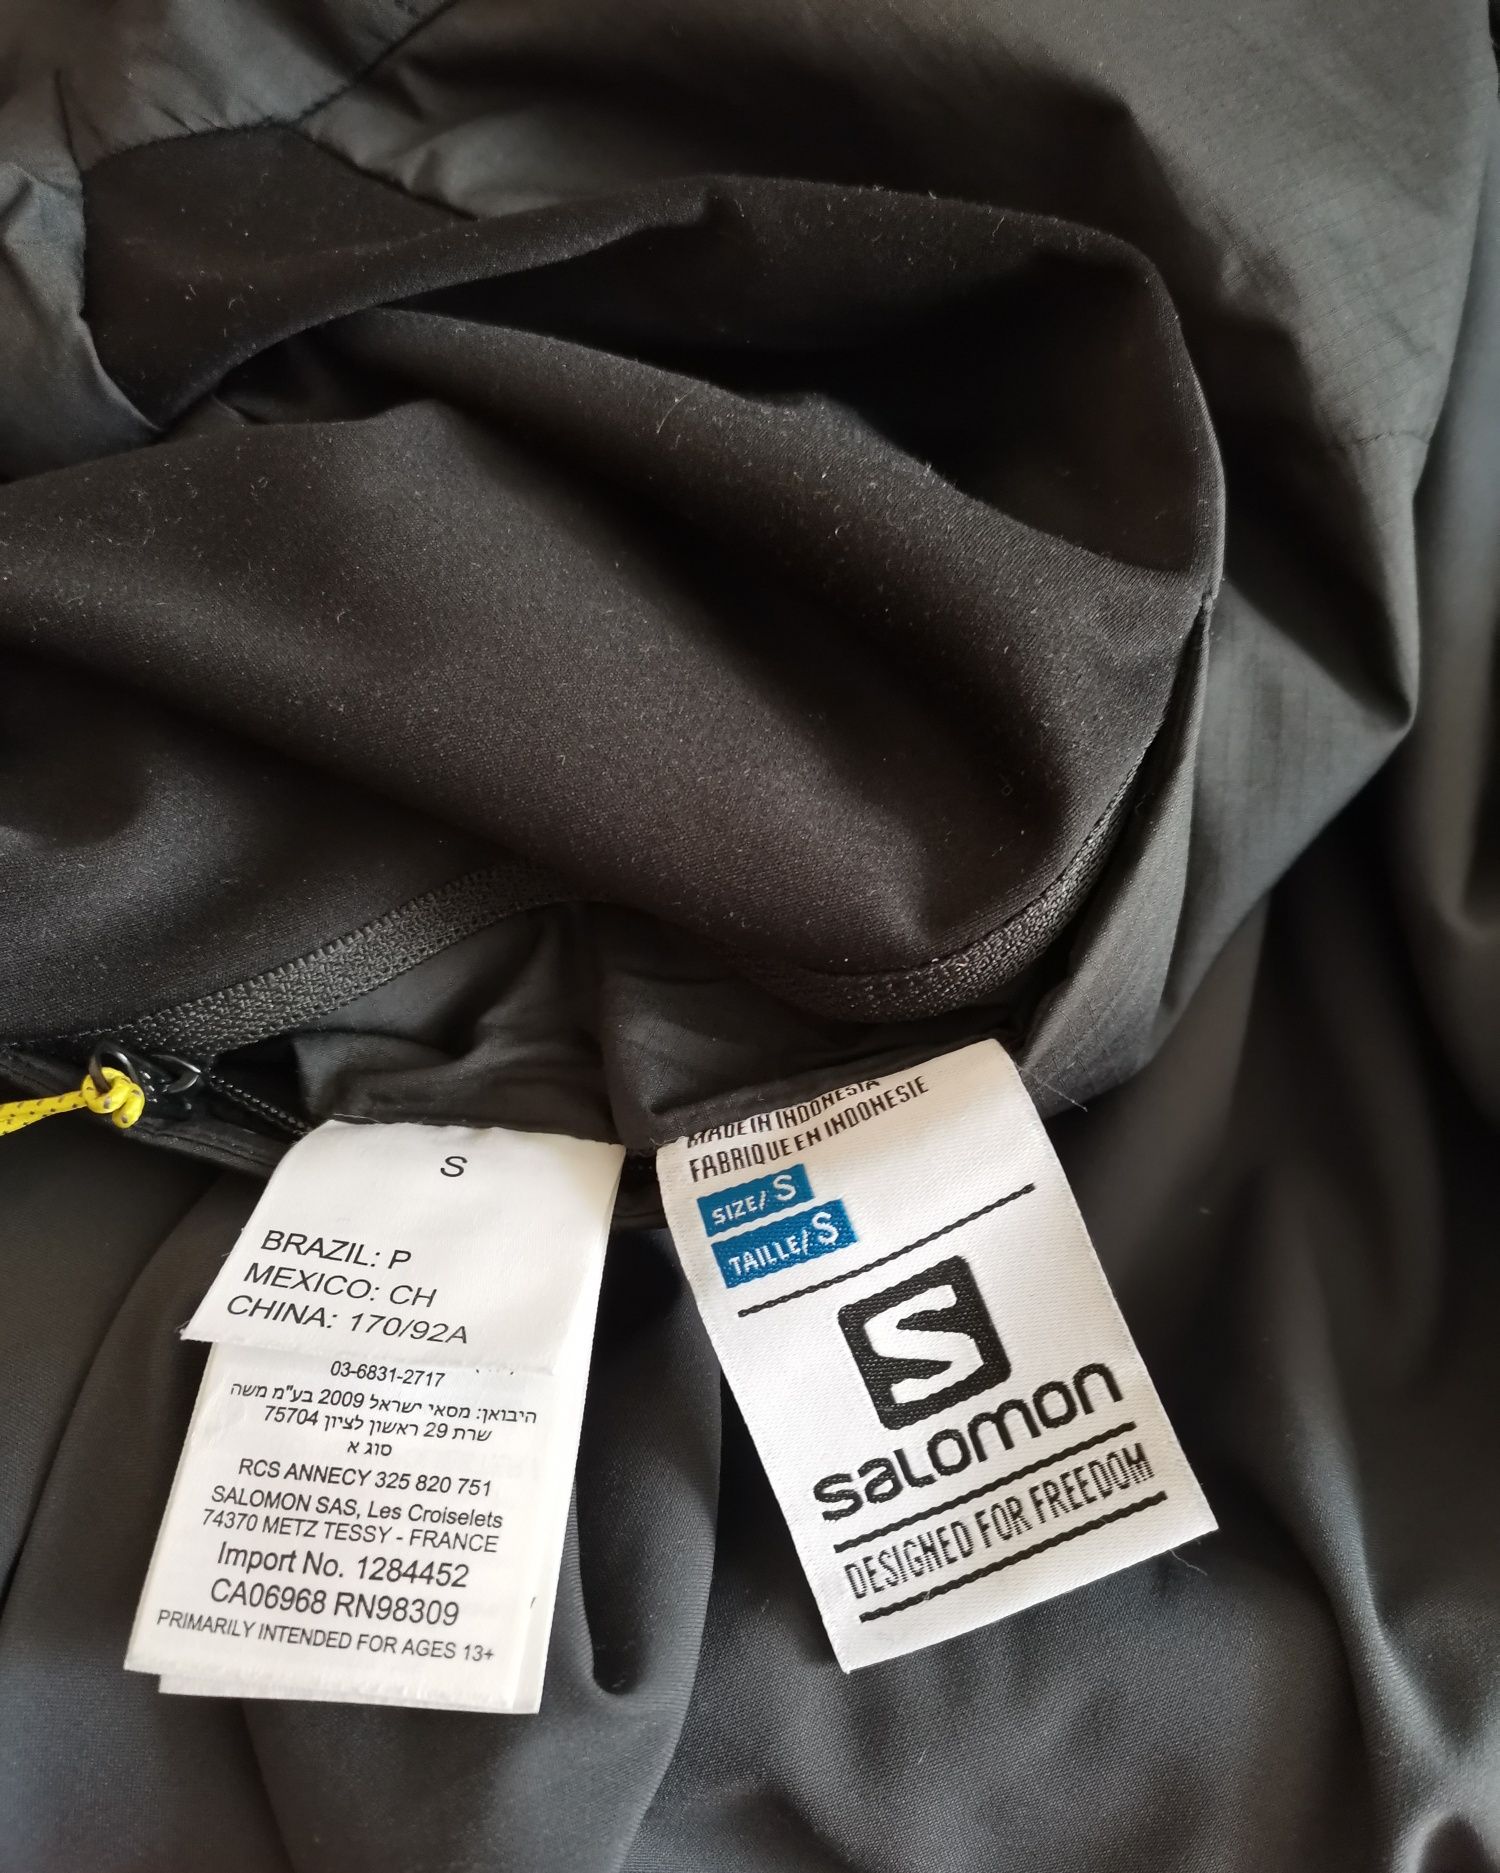 S
BRAZIL: P
MEXICO: CH
CHINA: 170/92A
03-6831-2717
היבואן: מסאי ישראל 2009 בע"מ משה
שרת 29 ראשון לציון 75704
סוג א
RCS ANNECY 325 820 751
SALOMON SAS, Les Croiselets
74370 METZ TESSY - FRANCE
Import No. 1284452
CA06968 RN98309
PRIMARILY INTENDED FOR AGES 13+
MADE IN INDONESIA
FABRIQUE EN INDONESIE
SIZE/ S
TAILLE/ S
S
SALOMON
DESIGNED FOR FREEDOM